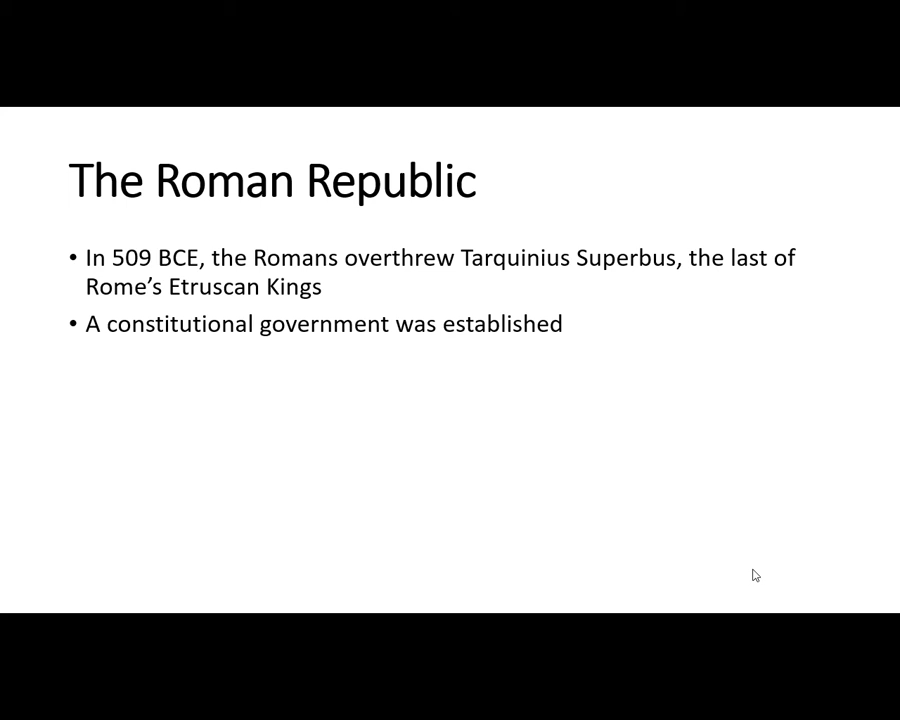 The Roman Republic
• In 509 BCE, the Romans overthrew Tarquinius Superbus, the last of
Rome’s Etruscan Kings
• A constitutional government was established